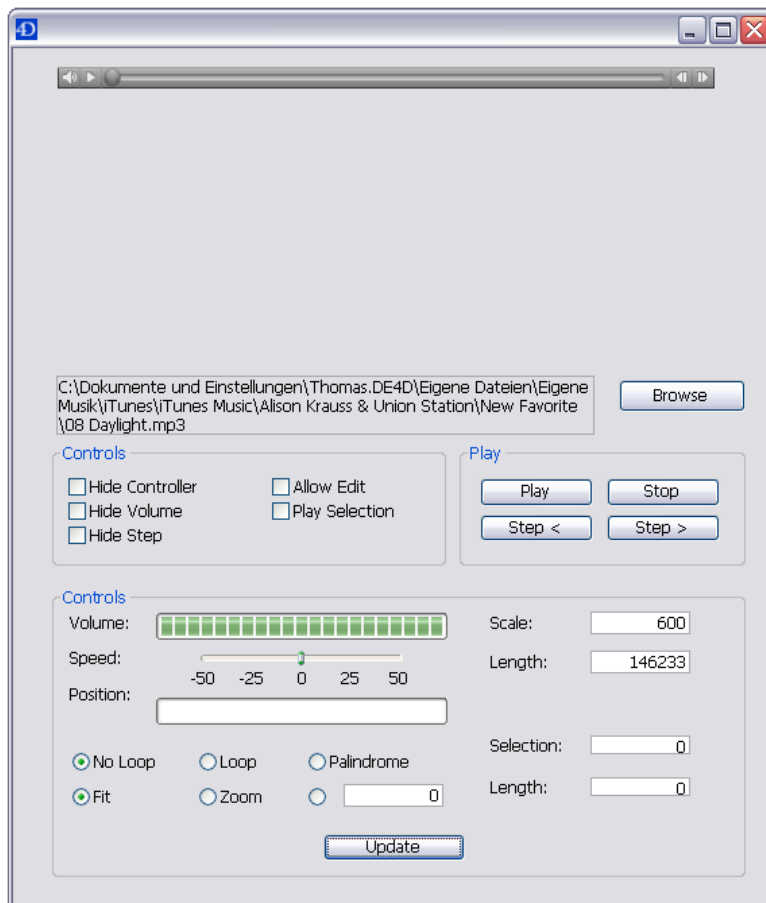 4D
C:\Dokumente und Einstellungen\Thomas.DE4D\Eigene Dateien\Eigene
Musik\iTunes\iTunes Music\Alison Krauss & Union Station\New Favorite
\08 Daylight.mp3
Browse
Controls
Hide Controller
Allow Edit
Hide Volume
Play Selection
Hide Step
Play
Play
Stop
Step <
Step >
Controls
Volume:
Scale:
600
Speed:
-50 -25 0 25 50
Length:
146233
Position:
Selection:
0
No Loop
Loop
Palindrome
Length:
0
Fit
Zoom
0
Update